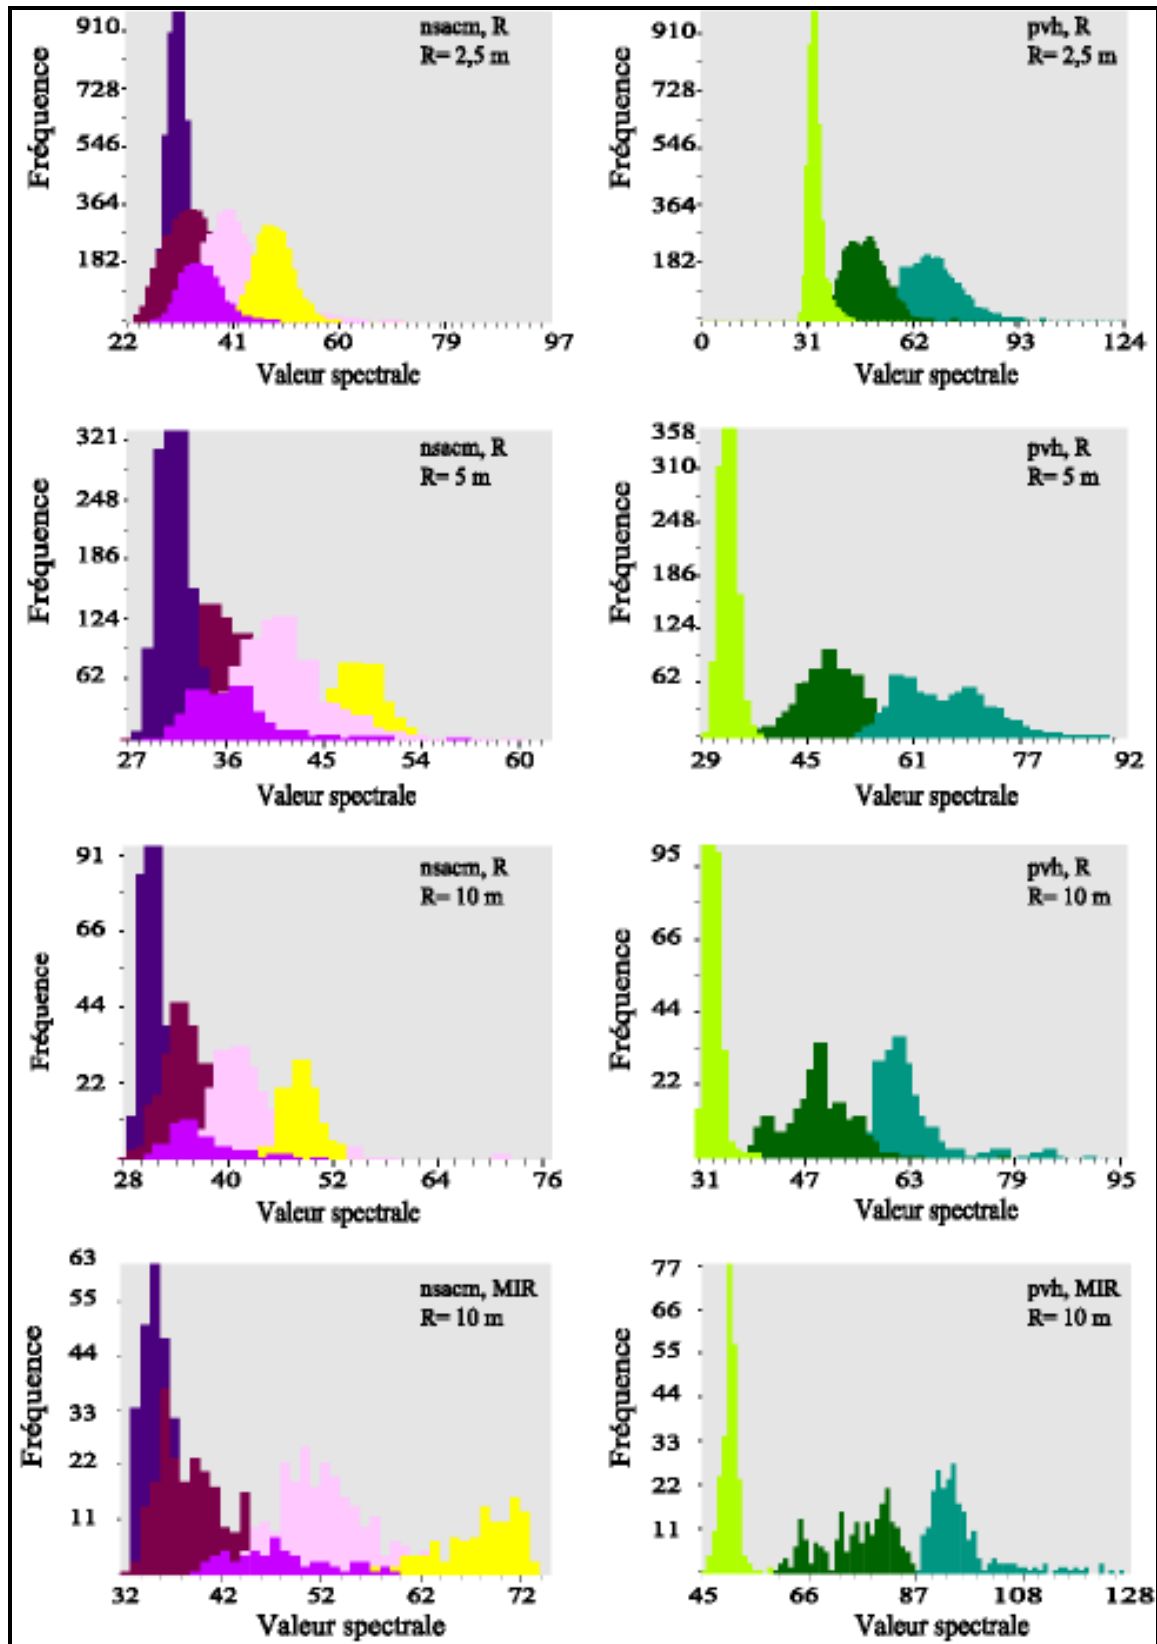 nsacm, R
R= 2,5 m
Fréquence
910
728
546
364
182
22 41 60 79 97
Valeur spectrale
pvh, R
R= 2,5 m
Fréquence
910
728
546
364
182
0 31 62 93 124
Valeur spectrale
nsacm, R
R= 5 m
Fréquence
321
248
186
124
62
27 36 45 54 60
Valeur spectrale
pvh, R
R= 5 m
Fréquence
358
310
248
186
124
62
29 45 61 77 92
Valeur spectrale
nsacm, R
R= 10 m
Fréquence
91
66
44
22
28 40 52 64 76
Valeur spectrale
pvh, R
R= 10 m
Fréquence
95
66
44
22
31 47 63 79 95
Valeur spectrale
nsacm, MIR
R= 10 m
Fréquence
63
55
44
33
22
11
32 42 52 62 72
Valeur spectrale
pvh, MIR
R= 10 m
Fréquence
77
66
55
44
33
22
11
45 66 87 108 128
Valeur spectrale